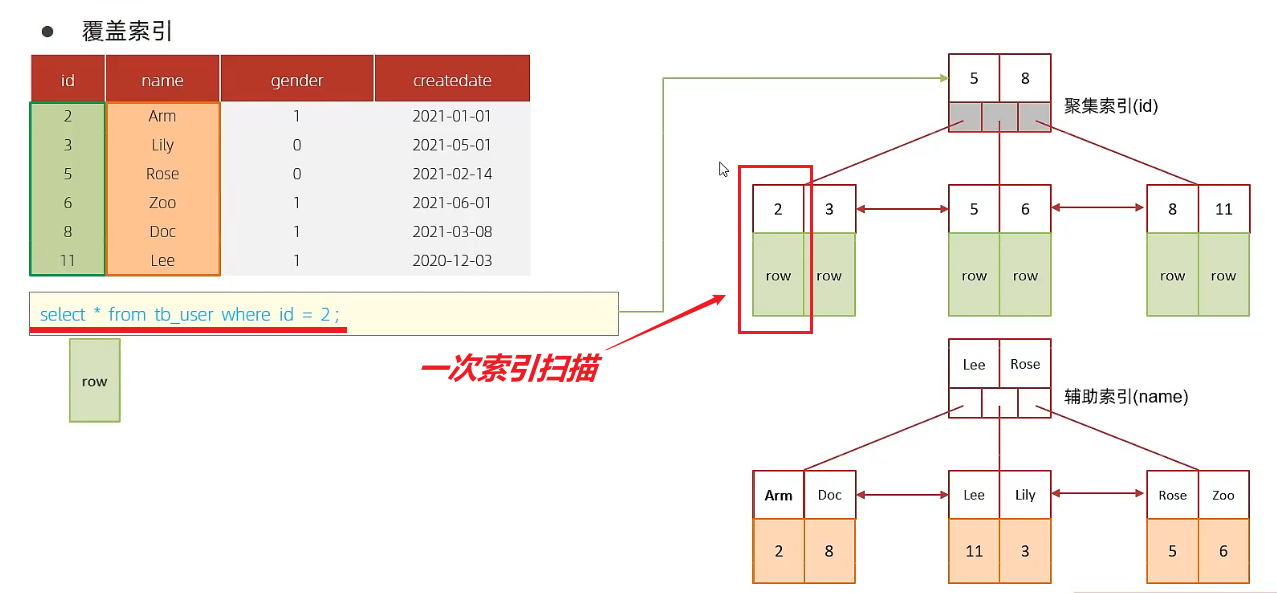 ● 覆盖索引
id name gender createdate
2 Arm 1 2021-01-01
3 Lily 0 2021-05-01
5 Rose 0 2021-02-14
6 Zoo 1 2021-06-01
8 Doc 1 2021-03-08
11 Lee 1 2020-12-03
select * from tb_user where id = 2 ;
row
一次索引扫描
5 8
聚集索引(id)
2 3 5 6 8 11
row row row row row row
Lee Rose
辅助索引(name)
Arm Doc Lee Lily Rose Zoo
2 8 11 3 5 6